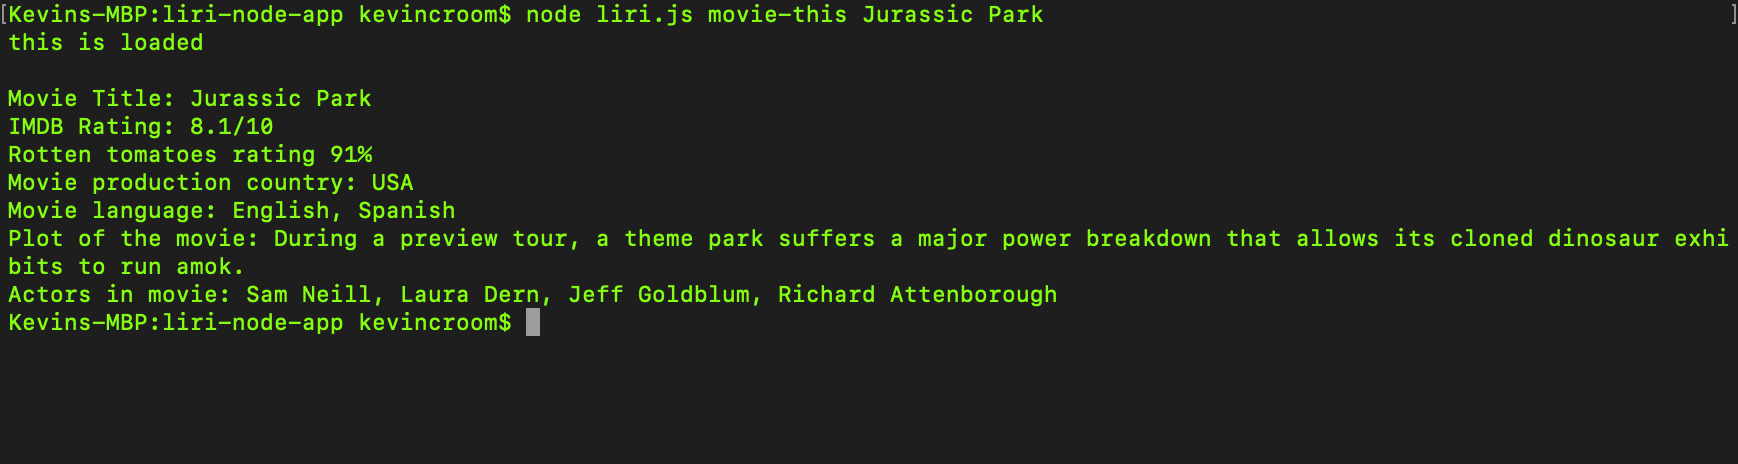 [Kevins-MBP:liri-node-app kevincroom$ node liri.js movie-this Jurassic Park ]
this is loaded
Movie Title: Jurassic Park
IMDB Rating: 8.1/10
Rotten tomatoes rating 91%
Movie production country: USA
Movie language: English, Spanish
Plot of the movie: During a preview tour, a theme park suffers a major power breakdown that allows its cloned dinosaur exhi
bits to run amok.
Actors in movie: Sam Neill, Laura Dern, Jeff Goldblum, Richard Attenborough
Kevins-MBP:liri-node-app kevincroom$